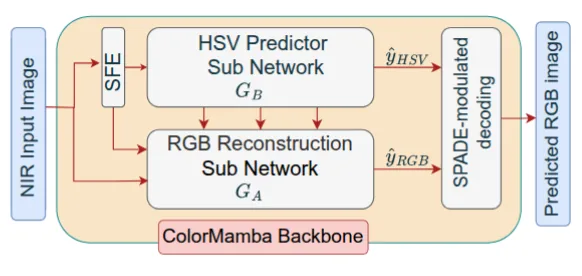 NIR Input Image
SFE
HSV Predictor
Sub Network
G_B
RGB Reconstruction
Sub Network
G_A
ŷ_HSV
ŷ_RGB
SPADE-modulated
decoding
Predicted RGB image
ColorMamba Backbone